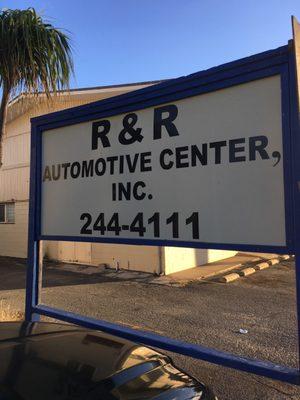 R & R
AUTOMOTIVE CENTER,
INC.
244-4111